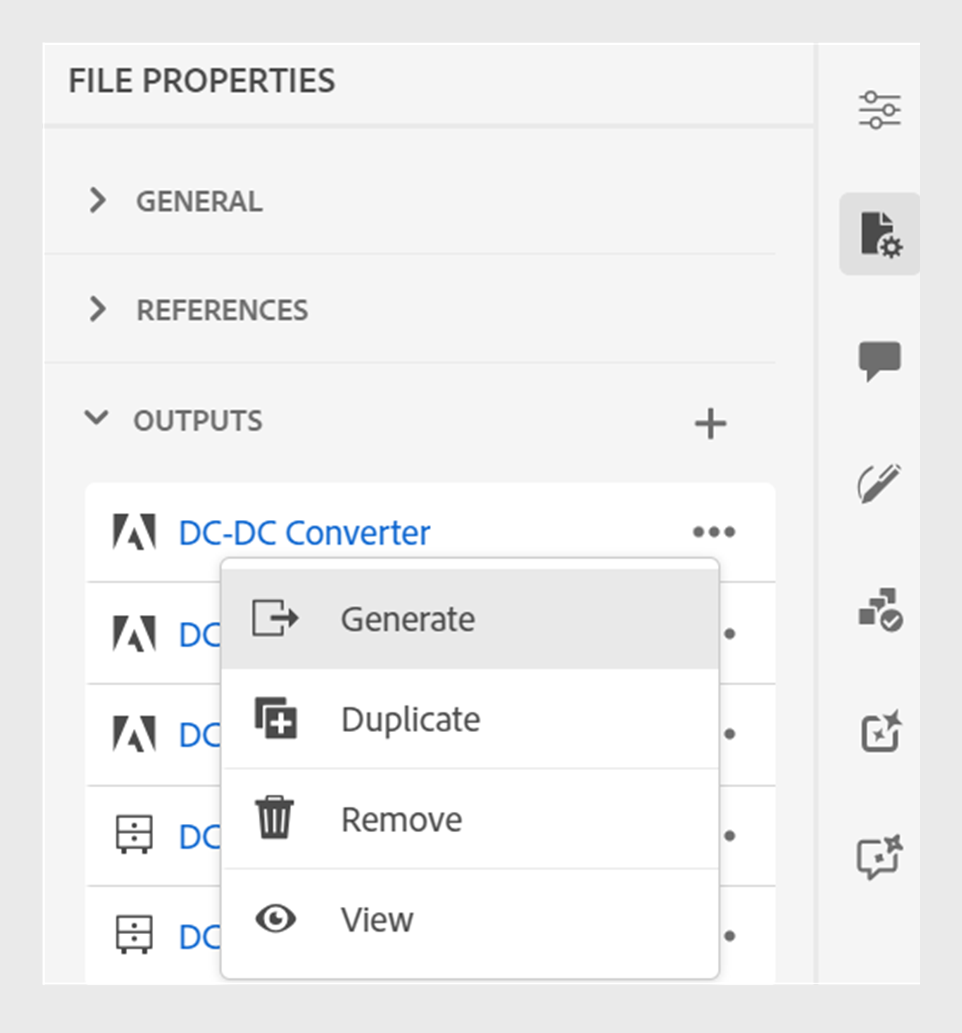 FILE PROPERTIES
GENERAL
REFERENCES
OUTPUTS
DC-DC Converter
Generate
DC
Duplicate
DC
Remove
DC
View
DC